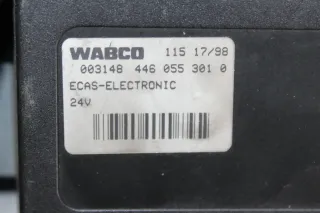 WABCO 115 17/98
003148 446 055 301 0
ECAS-ELECTRONIC
24V